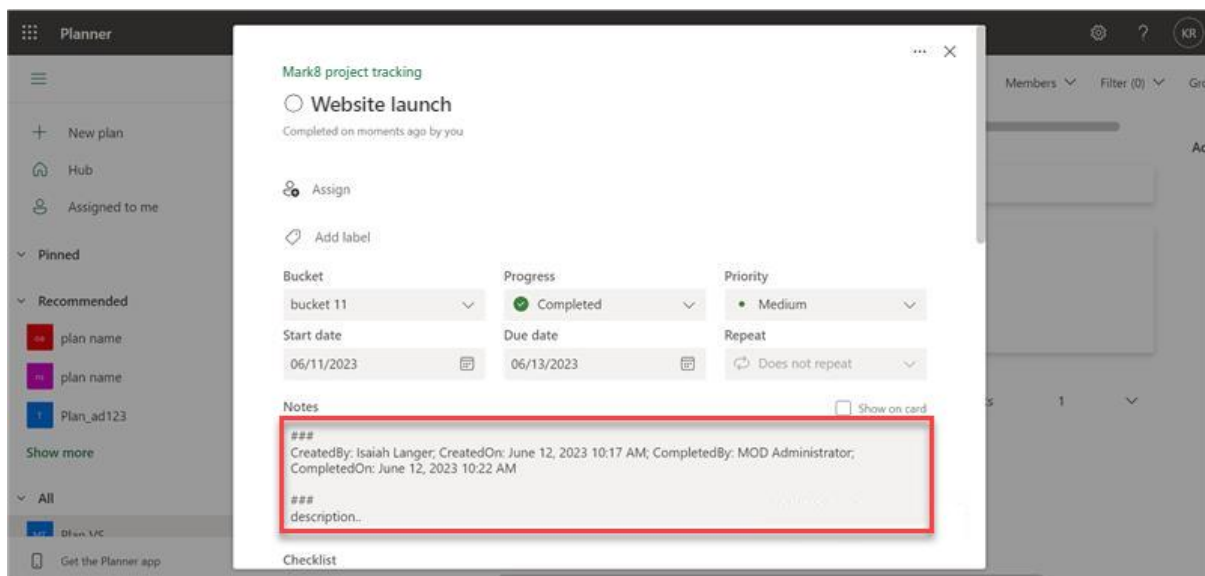 Planner
?
KR
Mark8 project tracking
Website launch
Completed on moments ago by you
Members
Filter (0)
New plan
Hub
Assigned to me
Assign
Add label
Pinned
Bucket
Progress
Priority
bucket 11
Completed
Medium
Recommended
plan name
Start date
Due date
Repeat
06/11/2023
06/13/2023
Does not repeat
plan name
Plan_ad123
Notes
Show on card
1
###
CreatedBy: Isaiah Langer; CreatedOn: June 12, 2023 10:17 AM; CompletedBy: MOD Administrator;
CompletedOn: June 12, 2023 10:22 AM
###
description..
Show more
All
Plan VS
Get the Planner app
Checklist